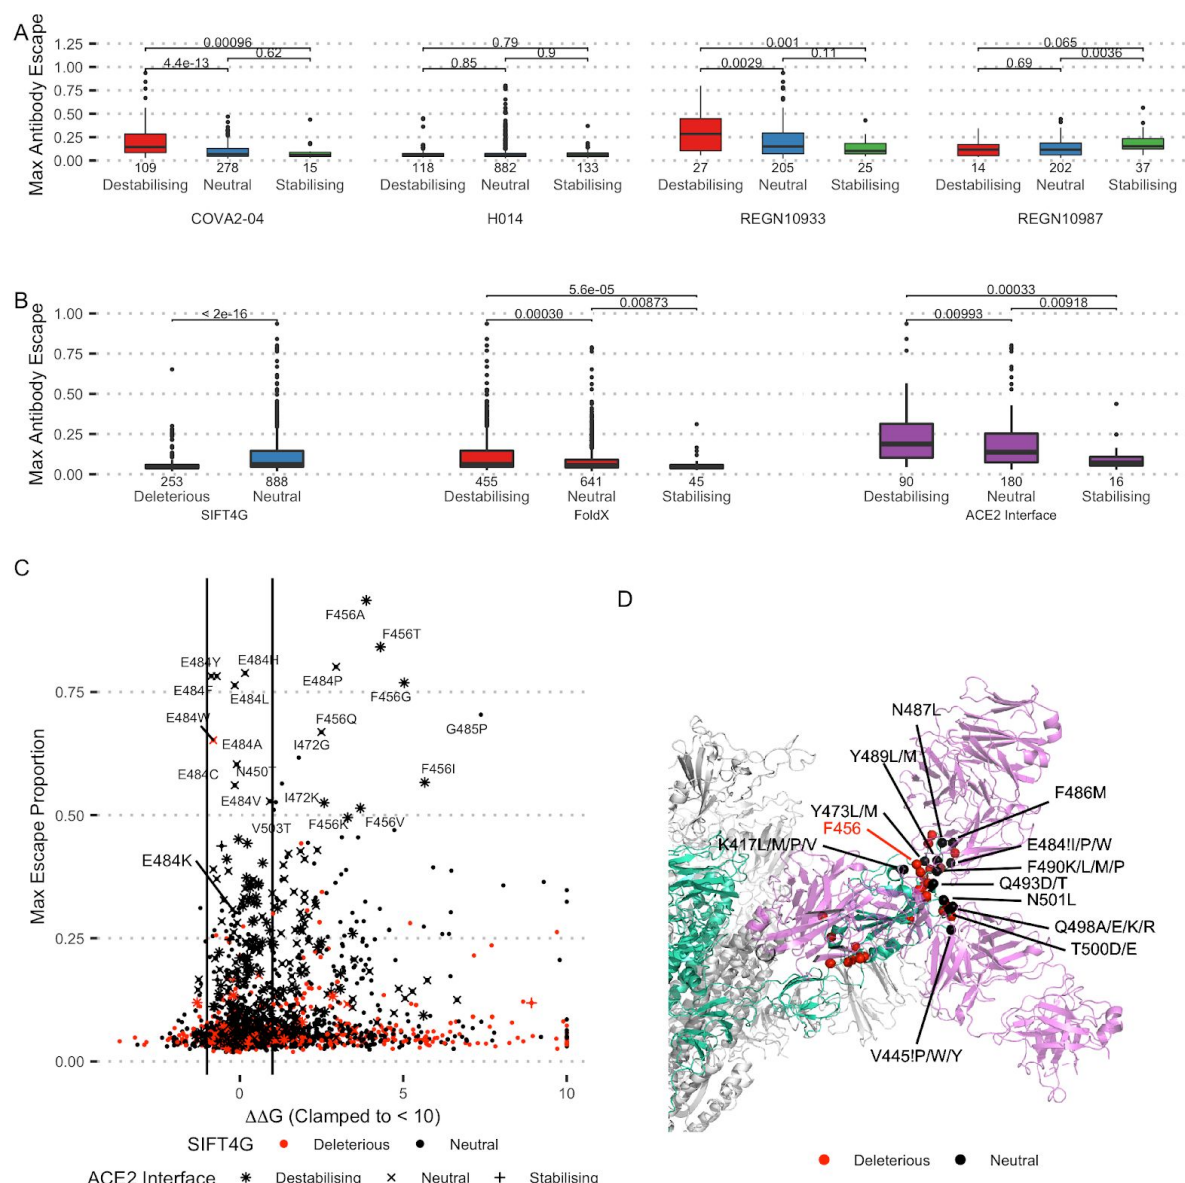 A
Max Antibody Escape
1.25
1.00
0.75
0.50
0.25
0.00
0.00096
0.62
4.4e-13
0.79
0.9
0.85
0.001
0.11
0.0029
0.065
0.0036
0.69
109 278 15
Destabilising Neutral Stabilising
COVA2-04
118 882 133
Destabilising Neutral Stabilising
H014
27 205 25
Destabilising Neutral Stabilising
REGN10933
14 202 37
Destabilising Neutral Stabilising
REGN10987
B
Max Antibody Escape
1.00
0.75
0.50
0.25
0.00
< 2e-16
5.6e-05
0.00873
0.00030
0.00033
0.00918
0.00993
253 888
Deleterious Neutral
SIFT4G
455 641 45
Destabilising Neutral Stabilising
FoldX
90 180 16
Destabilising Neutral Stabilising
ACE2 Interface
C
Max Escape Proportion
0.75
0.50
0.25
0.00
F456A
F456T
E484Y
E484H
E484P
E484F
E484L
F456G
E484W
F456Q
G485P
E484A
I472G
E484C
N450T
F456I
E484V
I472K
V503T
F456K
F456V
E484K
0 5 10
ΔΔG (Clamped to < 10)
SIFT4G Deleterious Neutral
ACE2 Interface Destabilising Neutral Stabilising
D
N487L
Y489L/M
F486M
Y473L/M
F456
K417L/M/P/V
E484!I/P/W
F490K/L/M/P
Q493D/T
N501L
Q498A/E/K/R
T500D/E
V445!P/W/Y
Deleterious Neutral